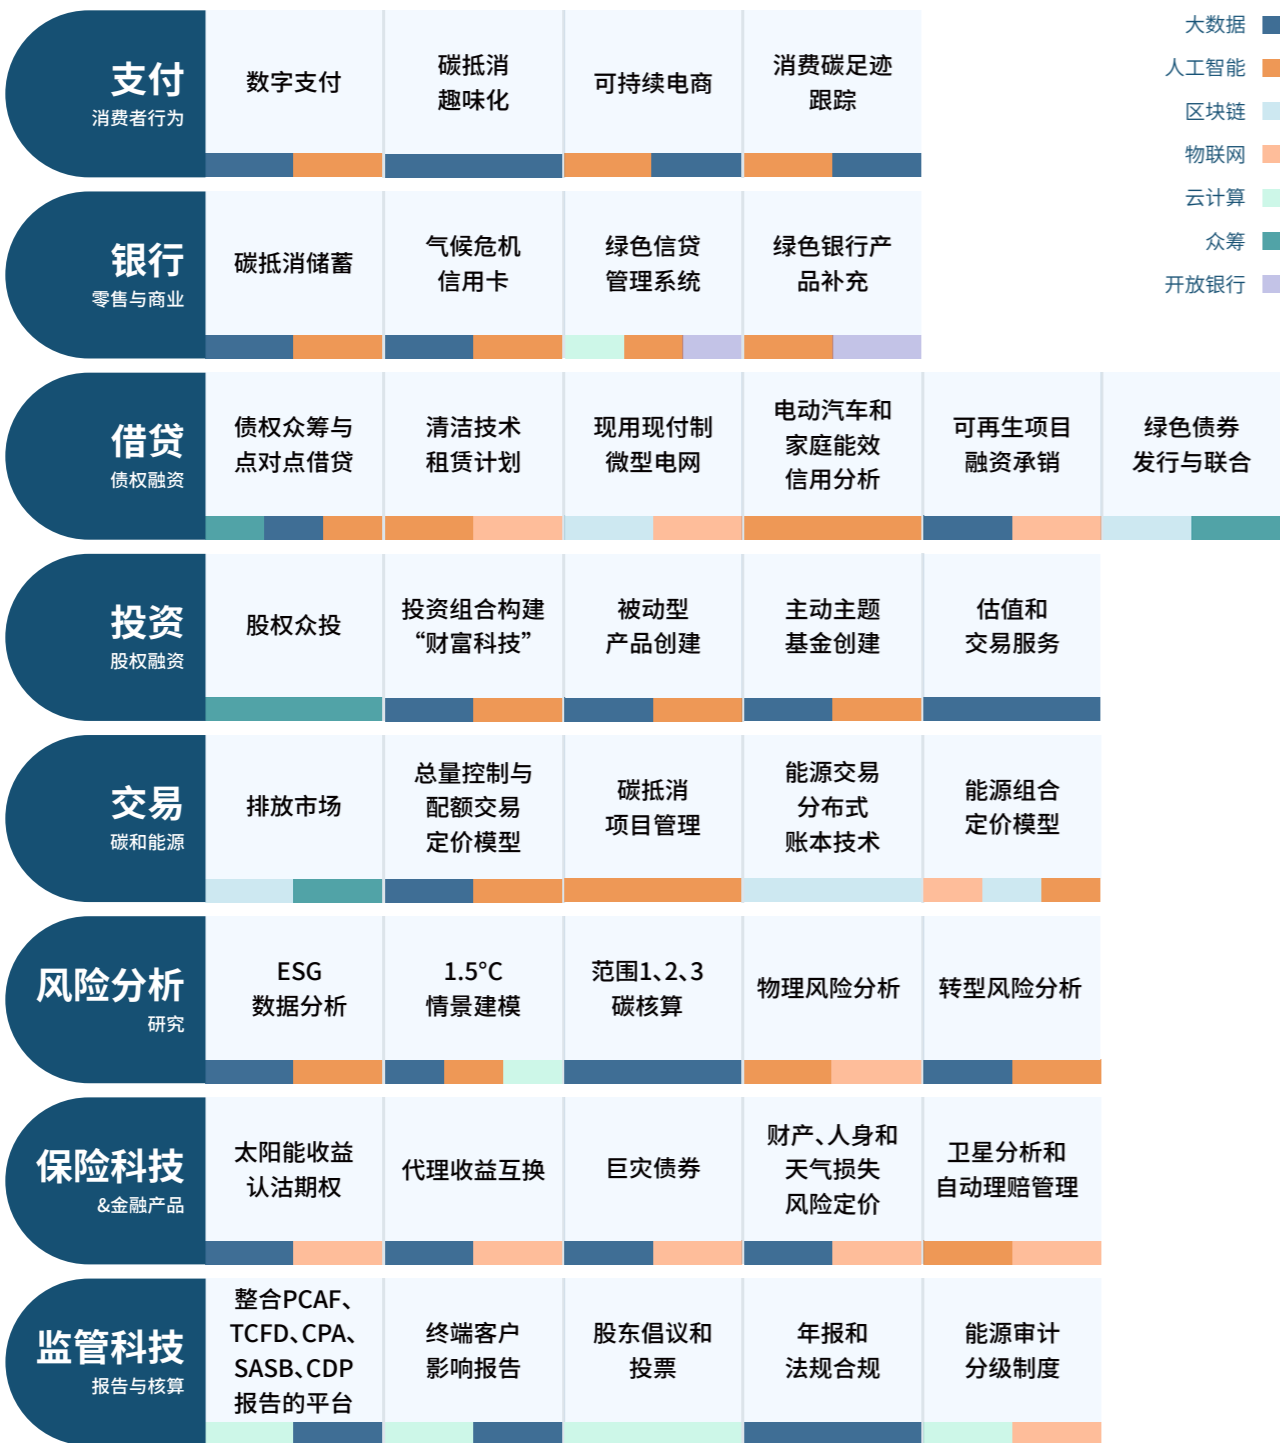 支付
消费者行为
数字支付
碳抵消
趣味化
可持续电商
消费碳足迹
跟踪
大数据
人工智能
区块链
物联网
云计算
众筹
开放银行
银行
零售与商业
碳抵消储蓄
气候危机
信用卡
绿色信贷
管理系统
绿色银行产
品补充
借贷
债权融资
债权众筹与
点对点借贷
清洁技术
租赁计划
现用现付制
微型电网
电动汽车和
家庭能效
信用分析
可再生项目
融资承销
绿色债券
发行与联合
投资
股权融资
股权众投
投资组合构建
“财富科技”
被动型
产品创建
主动主题
基金创建
估值和
交易服务
交易
碳和能源
排放市场
总量控制与
配额交易
定价模型
碳抵消
项目管理
能源交易
分布式
账本技术
能源组合
定价模型
风险分析
研究
ESG
数据分析
1.5°C
情景建模
范围1、2、3
碳核算
物理风险分析
转型风险分析
保险科技
&金融产品
太阳能收益
认沽期权
代理收益互换
巨灾债券
财产、人身和
天气损失
风险定价
卫星分析和
自动理赔管理
监管科技
报告与核算
整合PCAF、
TCFD、CPA、
SASB、CDP
报告的平台
终端客户
影响报告
股东倡议和
投票
年报和
法规合规
能源审计
分级制度